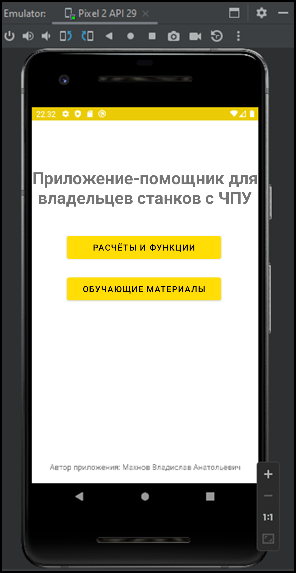 Emulator: Pixel 2 API 29
22:32
Приложение-помощник для
владельцев станков с ЧПУ
РАСЧЁТЫ И ФУНКЦИИ
ОБУЧАЮЩИЕ МАТЕРИАЛЫ
Автор приложения: Махнов Владислав Анатольевич
1:1